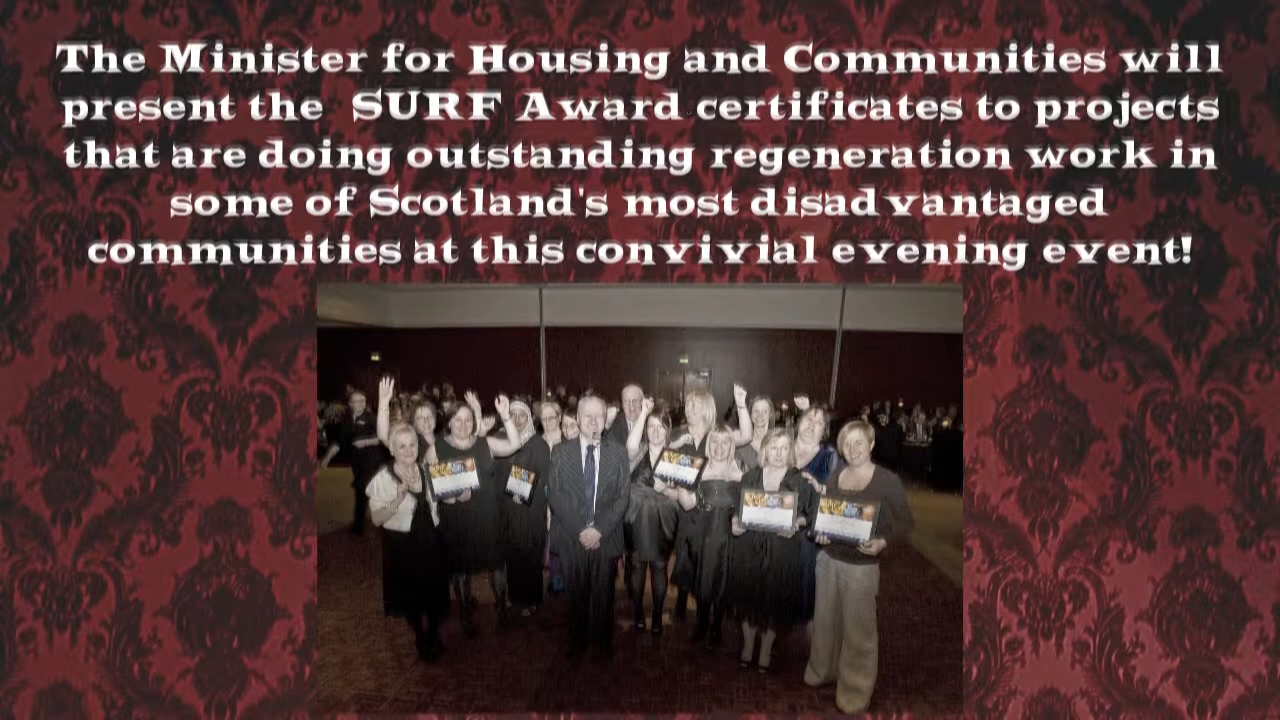 The Minister for Housing and Communities will
present the SURF Award certificates to projects
that are doing outstanding regeneration work in
some of Scotland's most disadvantaged
communities at this convivial evening event!